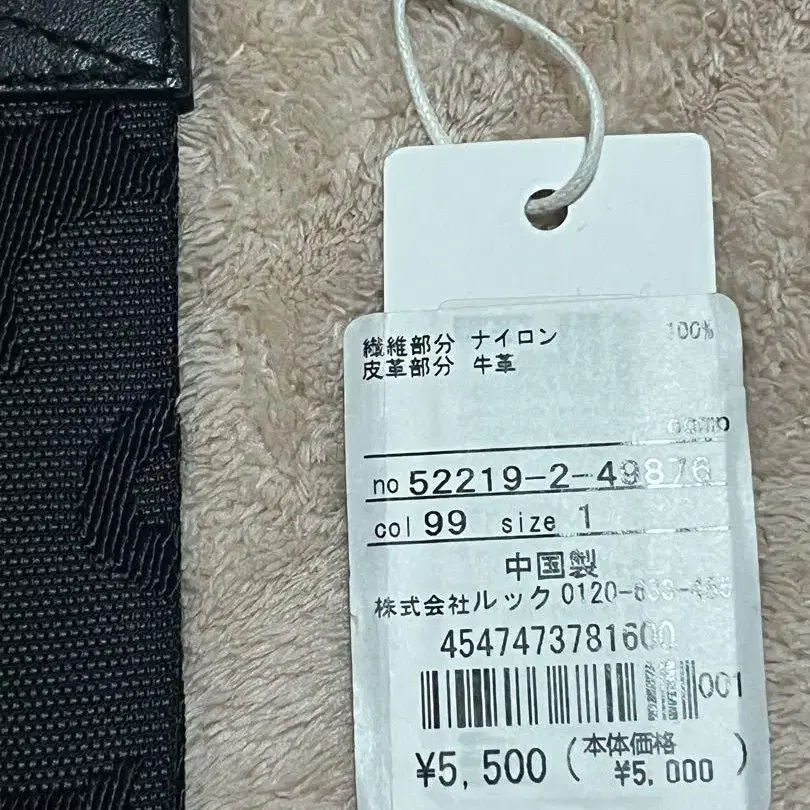 繊維部分 ナイロン 100%
皮革部分 牛革
no 52219-2-49876
col 99 size 1
中国製
株式会社ルック
4547473781600
001
¥5,500（本体価格 ¥5,000）